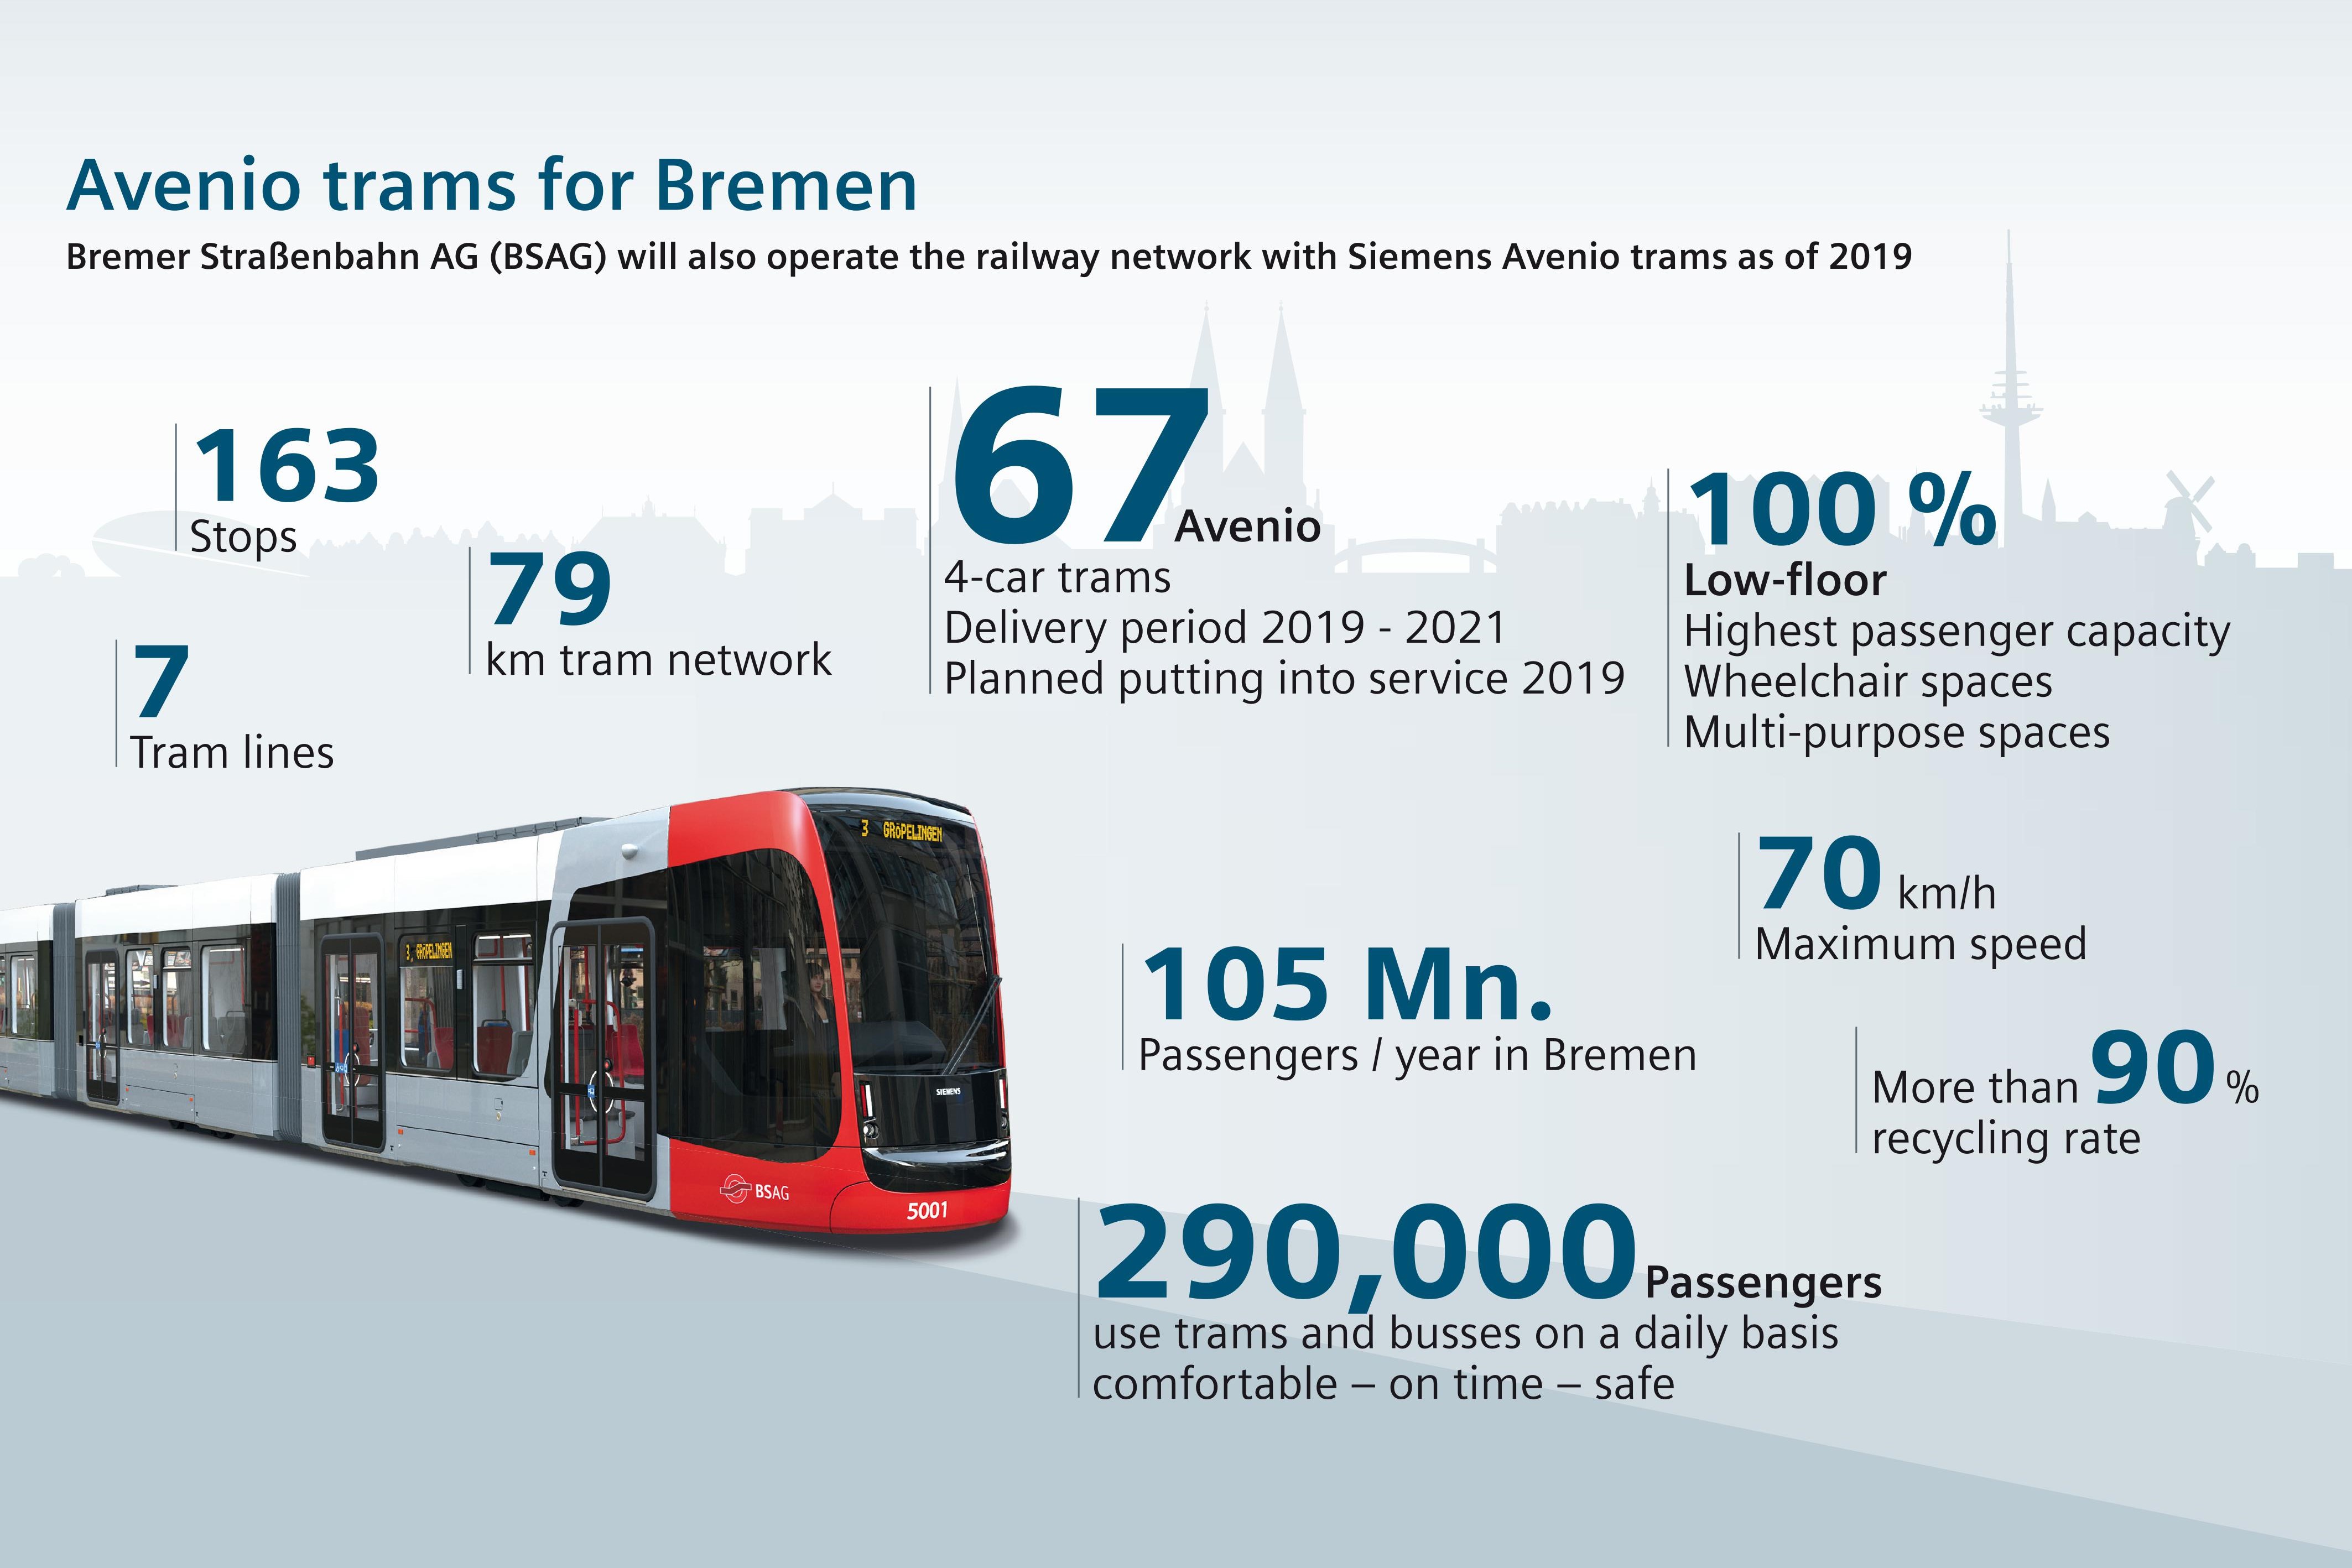 Avenio trams for Bremen
Bremer Straßenbahn AG (BSAG) will also operate the railway network with Siemens Avenio trams as of 2019
163
Stops
79
km tram network
7
Tram lines
67 Avenio
4-car trams
Delivery period 2019 - 2021
Planned putting into service 2019
100 %
Low-floor
Highest passenger capacity
Wheelchair spaces
Multi-purpose spaces
70 km/h
Maximum speed
105 Mn.
Passengers / year in Bremen
More than 90 %
recycling rate
290,000 Passengers
use trams and busses on a daily basis
comfortable – on time – safe
3 GRöPELINGEN
3 GRöPELINGEN
SIEMENS
BSAG
5001